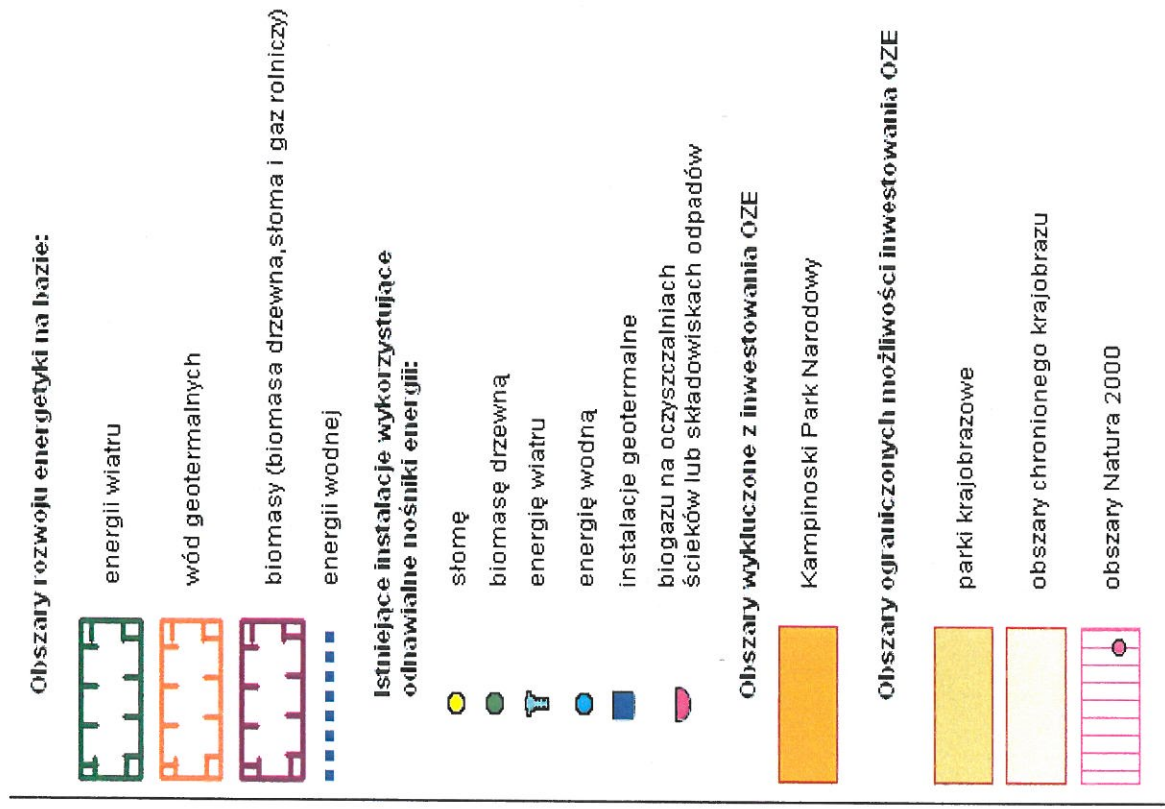 Obszary rozwoju energetyki na bazie:
energii wiatru
wód geotermalnych
biomasy (biomasa drzewna,słoma i gaz rolniczy)
energii wodnej
Istniejące instalacje wykorzystujące
odnawialne nośniki energii:
słomę
biomasę drzewną
energię wiatru
energię wodną
instalacje geotermalne
biogazu na oczyszczalniach
ścieków lub składowiskach odpadów
Obszary wykluczone z inwestowania OZE
Kampinoski Park Narodowy
Obszary ograniczonych możliwości inwestowania OZE
parki krajobrazowe
obszary chronionego krajobrazu
obszary Natura 2000